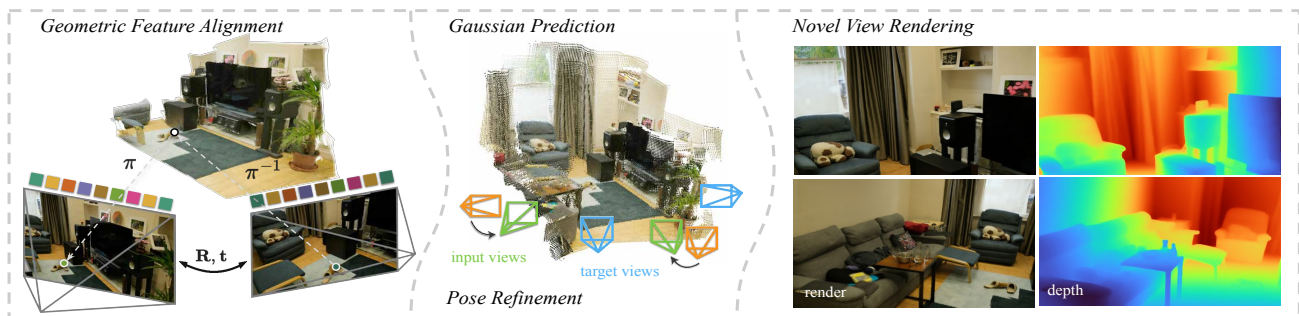 Geometric Feature Alignment
π
π⁻¹
R, t
Gaussian Prediction
input views
target views
Pose Refinement
Novel View Rendering
render
depth